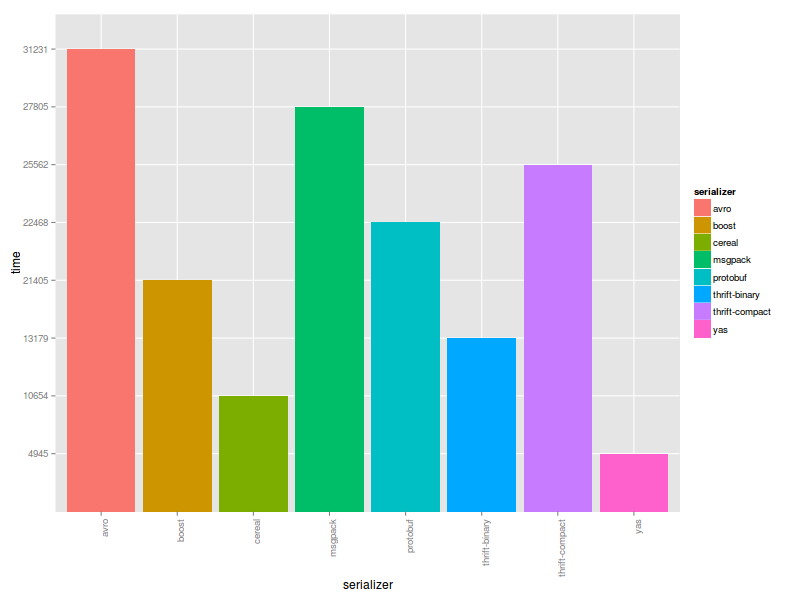 31231
27805
25562
22468
21405
13179
10654
4945
time
avro
boost
cereal
msgpack
protobuf
thrift-binary
thrift-compact
yas
serializer
serializer
avro
boost
cereal
msgpack
protobuf
thrift-binary
thrift-compact
yas